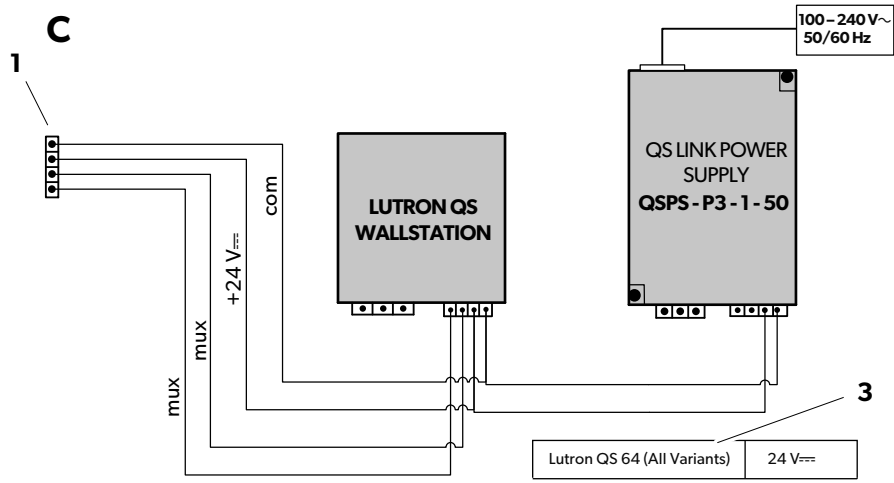 C
1
100 – 240 V~
50/60 Hz
QS LINK POWER
SUPPLY
QSPS - P3 - 1 - 50
LUTRON QS
WALLSTATION
com
+24 V⎓
mux
mux
3
Lutron QS 64 (All Variants) 24 V⎓